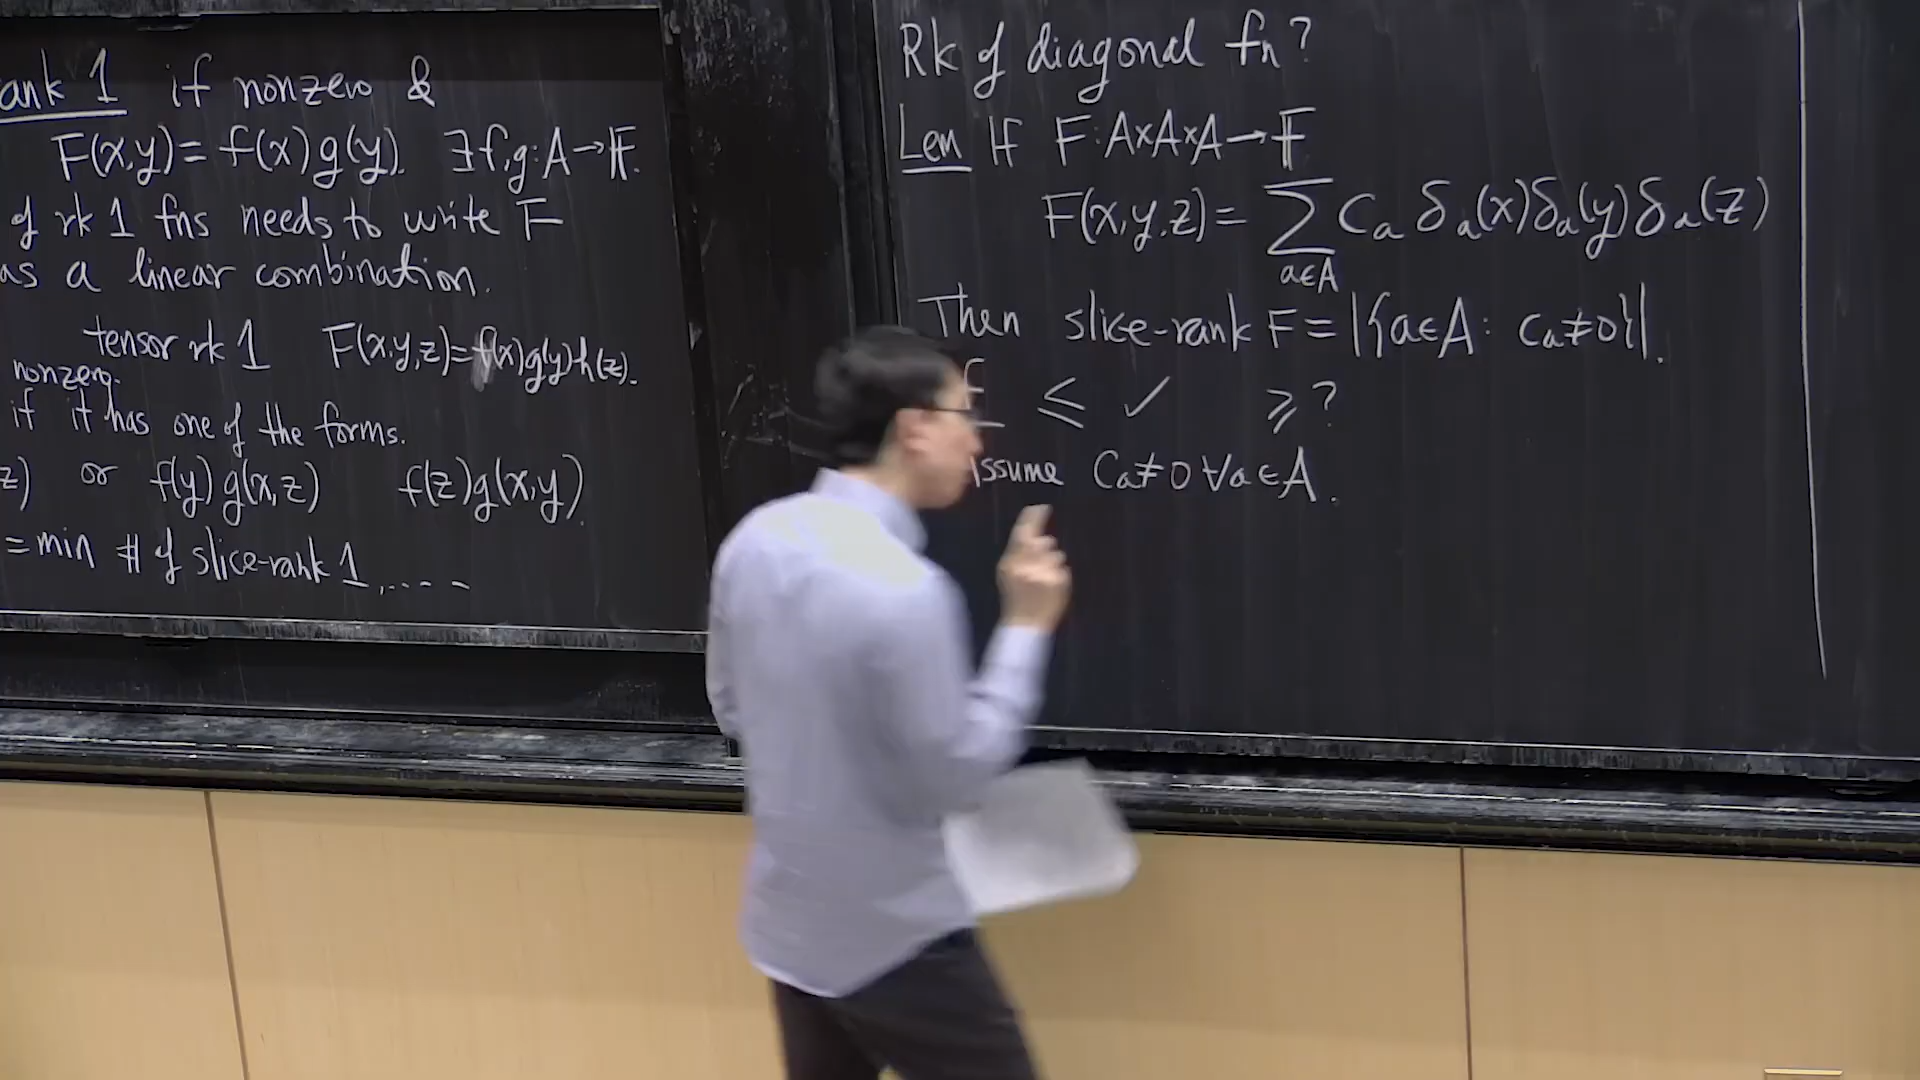 ank 1 if nonzero &
F(x,y) = f(x)g(y). ∃f,g: A→𝔽.
of rk 1 fns needs to write F
as a linear combination.
tensor rk 1 F(x,y,z)=f(x)g(y)h(z).
nonzero.
if it has one of the forms.
z) or f(y)g(x,z) f(z)g(x,y)
= min # of slice-rank 1, ....
Rk of diagonal fn?
Lem If F: A×A×A→𝔽
F(x,y,z) = ∑ Ca δa(x)δa(y)δa(z)
a∈A
Then slice-rank F = |{a∈A: Ca≠0}|.
≤ ✓ ≥?
Assume Ca≠0 ∀a∈A.